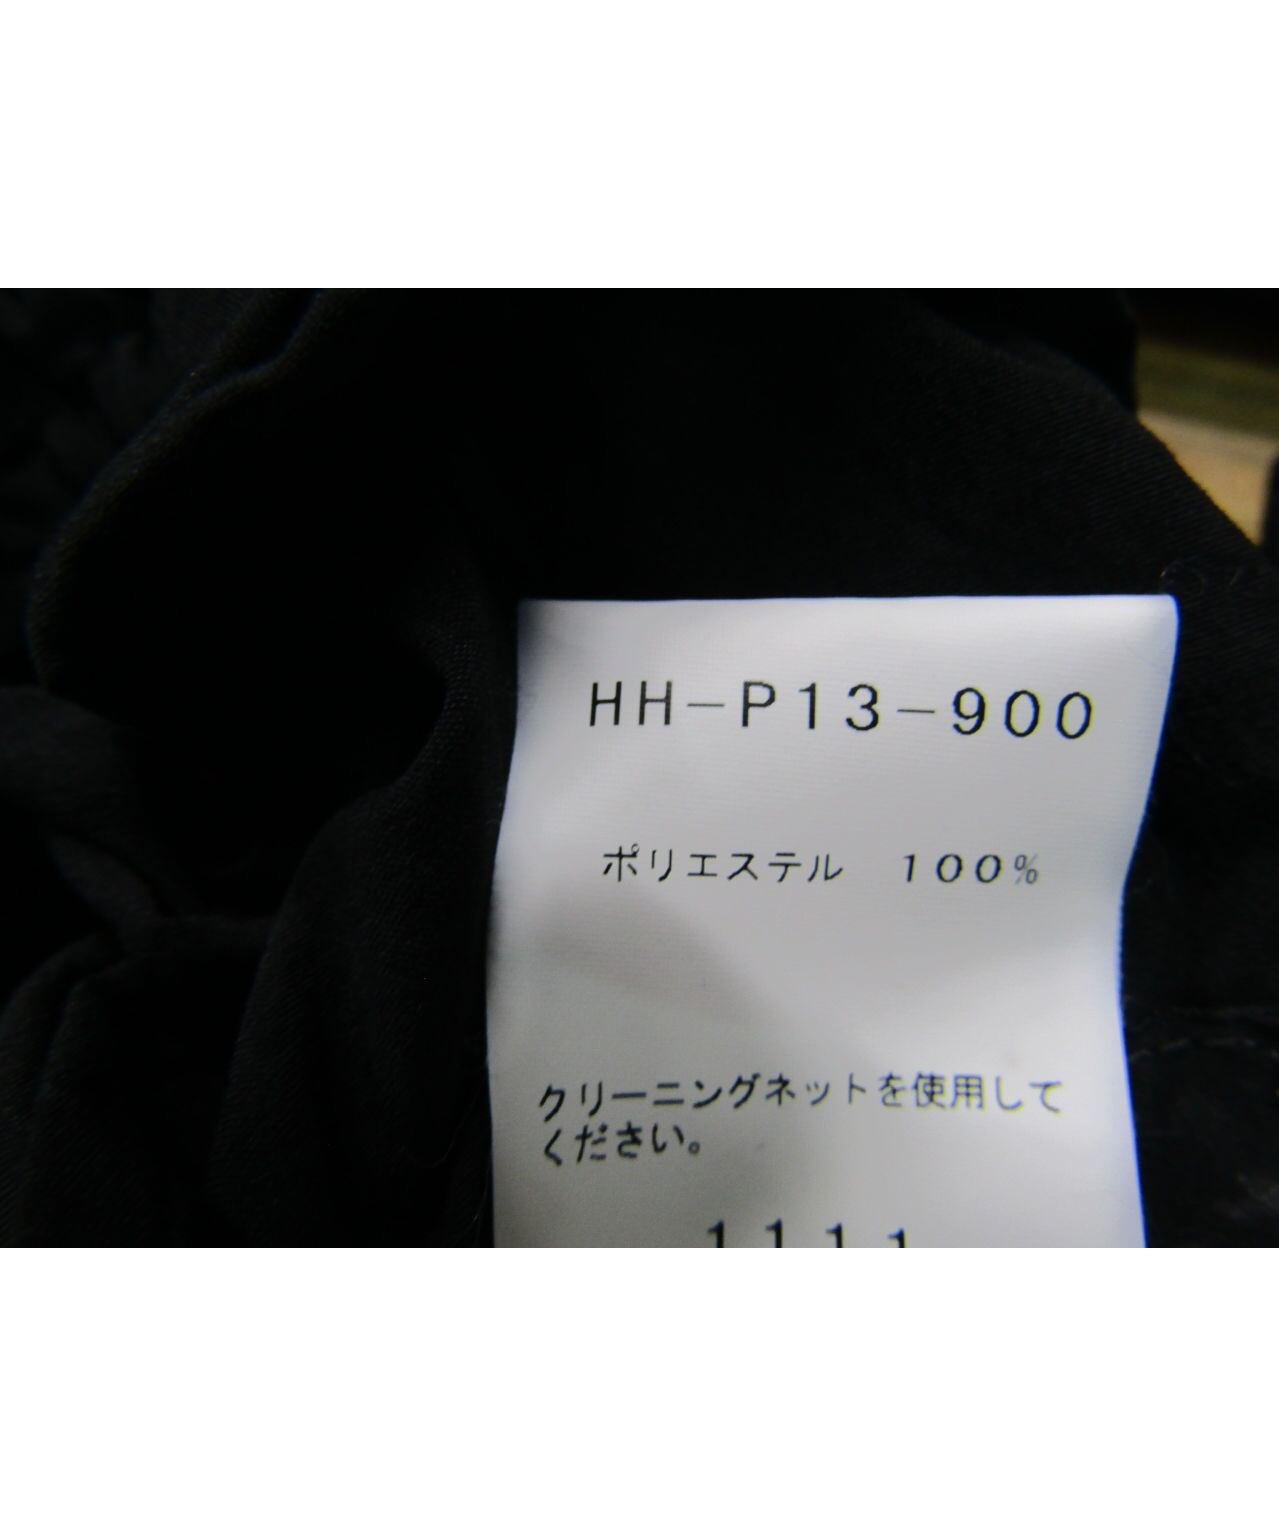 HH-P13-900
ポリエステル 100%
クリーニングネットを使用して
ください。
1111